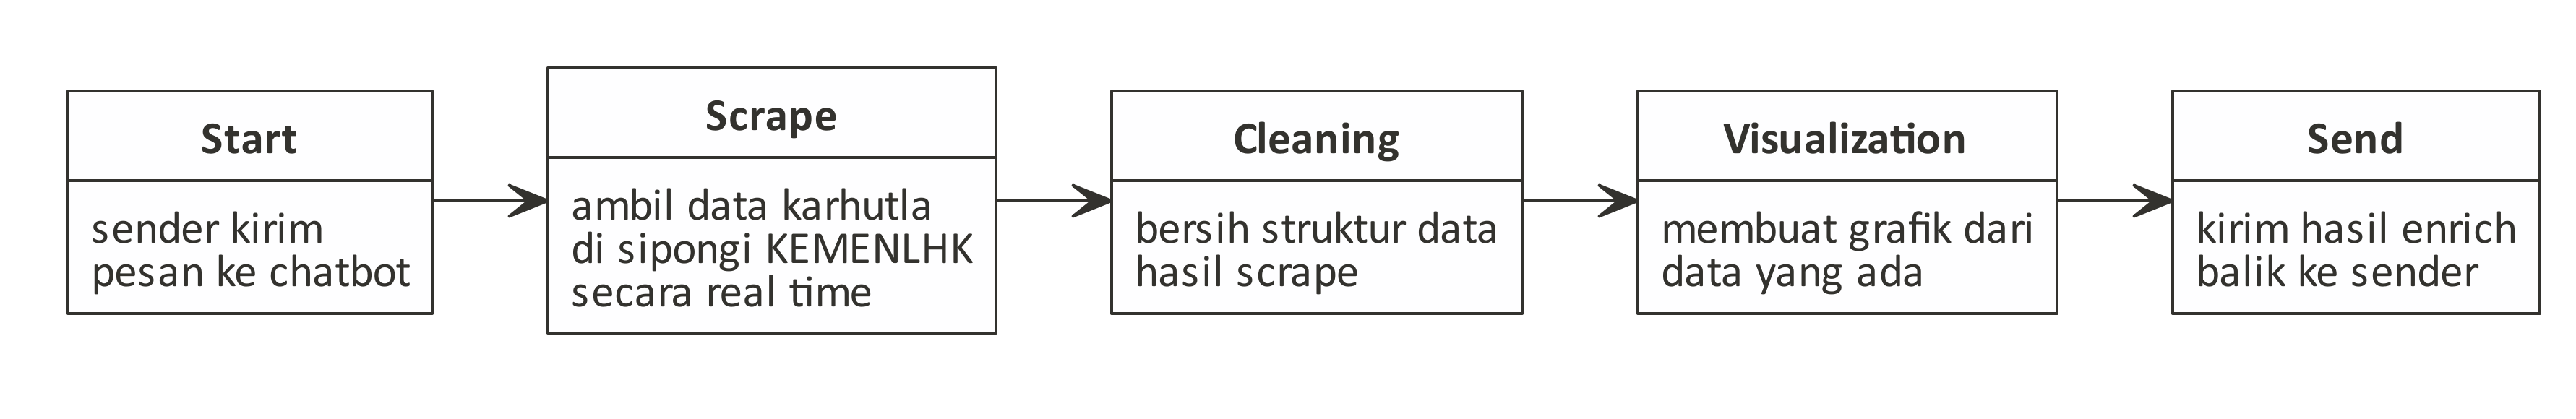 Start
sender kirim
pesan ke chatbot
Scrape
ambil data karhutla
di sipongi KEMENLHK
secara real time
Cleaning
bersih struktur data
hasil scrape
Visualization
membuat grafik dari
data yang ada
Send
kirim hasil enrich
balik ke sender